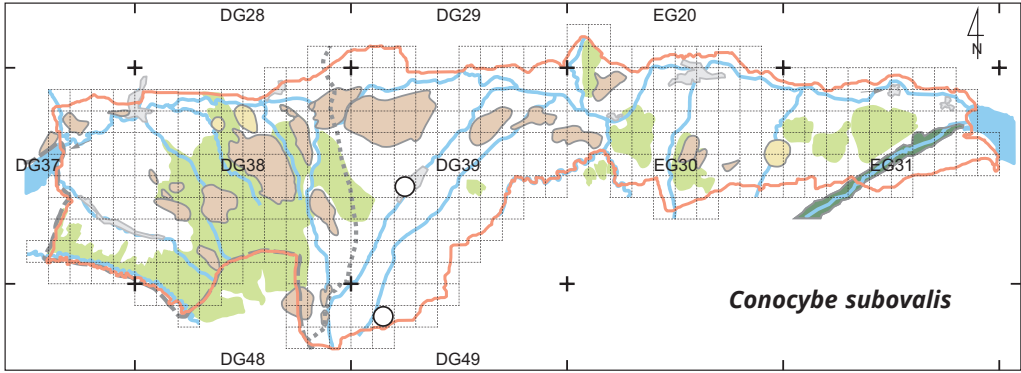 DG28 DG29 EG20
N
DG37 DG38 DG39 EG30 EG31
Conocybe subovalis
DG48 DG49